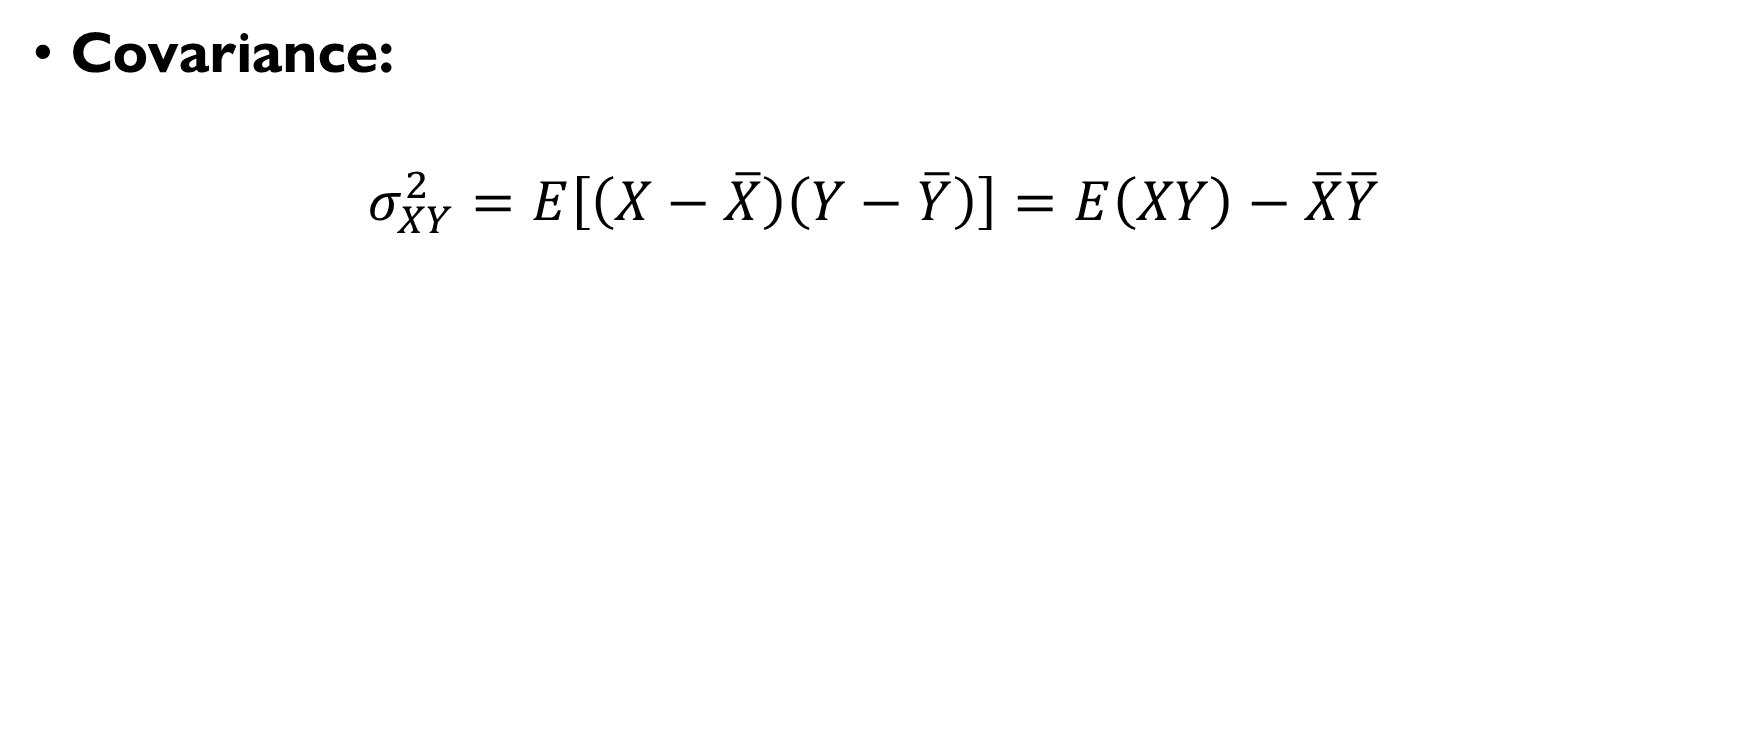 • Covariance:
σ²_XY = E[(X − X̄)(Y − Ȳ)] = E(XY) − X̄Ȳ